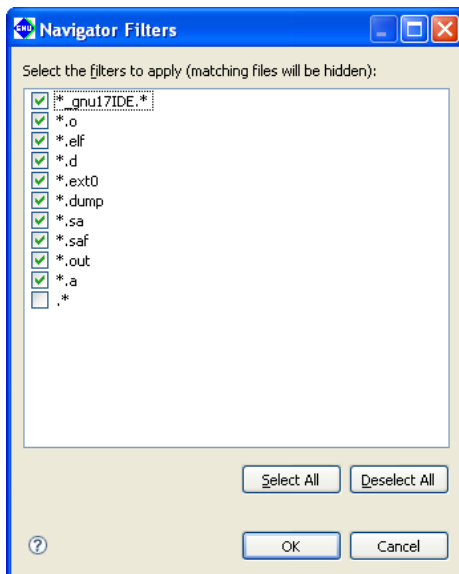 GNU Navigator Filters
Select the filters to apply (matching files will be hidden):
*_gnu17IDE.*
*.o
*.elf
*.d
*.ext0
*.dump
*.sa
*.saf
*.out
*.a
.*
Select All Deselect All
? OK Cancel